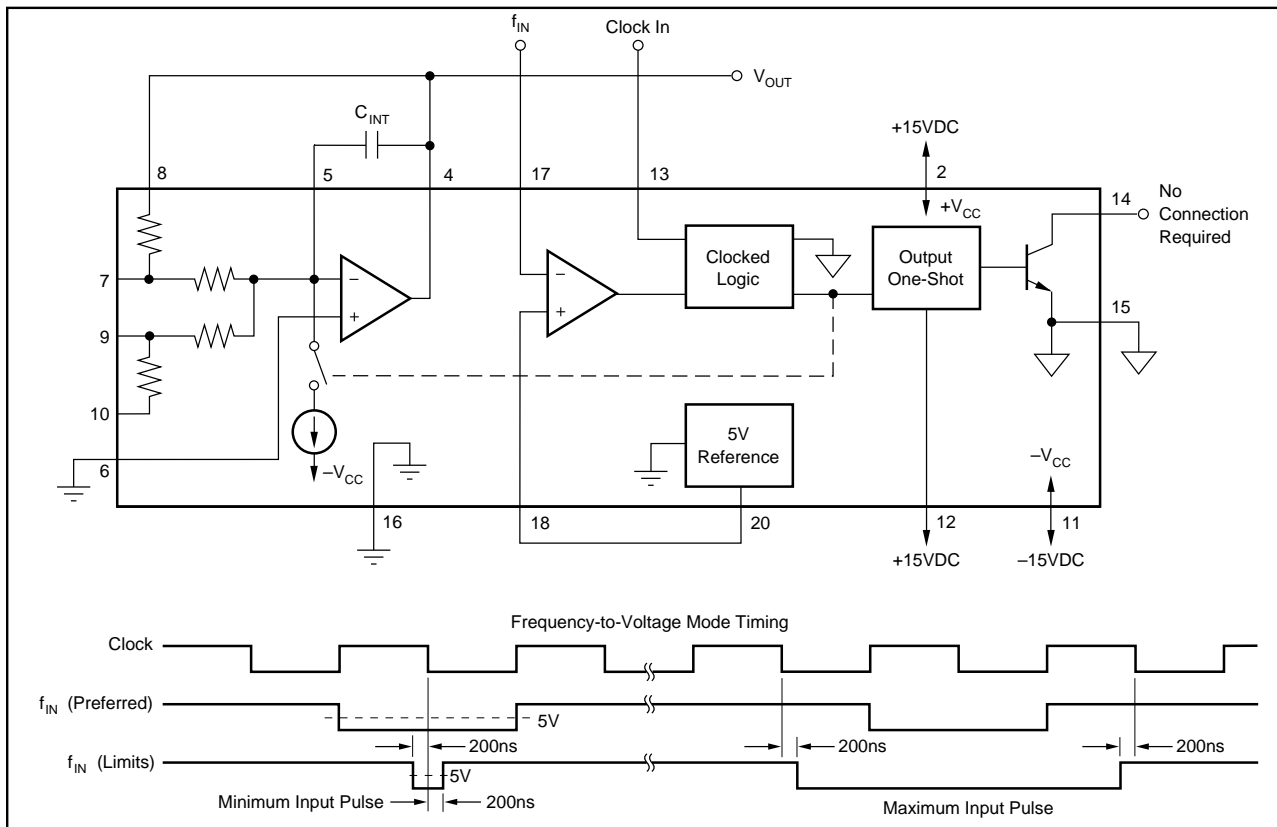 f_IN
Clock In
V_OUT
C_INT
+15VDC
8
5
4
17
13
2
14
No
Connection
Required
+V_CC
Clocked
Logic
Output
One-Shot
7
−
+
−
+
15
9
10
6
5V
Reference
−V_CC
−V_CC
16
18
20
12
11
+15VDC
−15VDC
Frequency-to-Voltage Mode Timing
Clock
f_IN (Preferred)
5V
200ns
200ns
200ns
f_IN (Limits)
5V
Minimum Input Pulse
200ns
Maximum Input Pulse